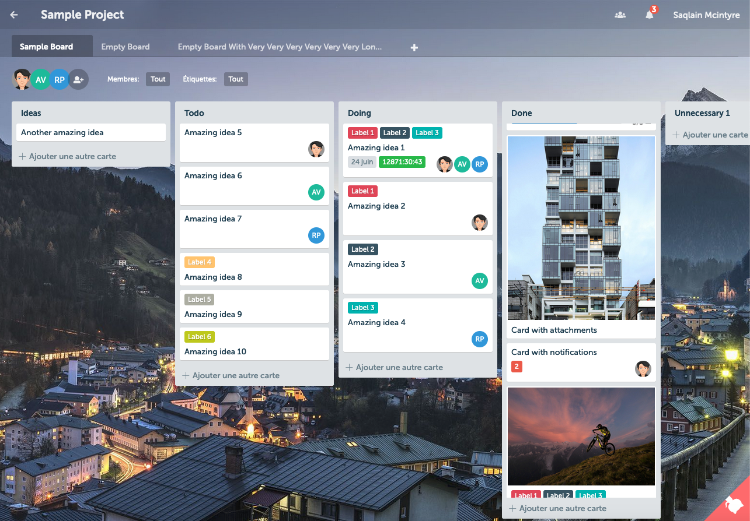 Sample Project
3
Saqlain Mcintyre
Sample Board
Empty Board
Empty Board With Very Very Very Very Very Very Lon...
AV
RP
Membres:
Tout
Étiquettes:
Tout
Ideas
Another amazing idea
Ajouter une autre carte
Todo
Amazing idea 5
Amazing idea 6
AV
Amazing idea 7
RP
Label 4
Amazing idea 8
Label 5
Amazing idea 9
Label 6
Amazing idea 10
Ajouter une autre carte
Doing
Label 1 Label 2 Label 3
Amazing idea 1
24 juin 12871:30:43
AV RP
Label 1
Amazing idea 2
Label 2
Amazing idea 3
AV
Label 3
Amazing idea 4
RP
Ajouter une autre carte
Done
Card with attachments
Card with notifications
2
Label 1 Label 2 Label 3
Ajouter une autre carte
Unnecessary 1
Ajouter une autre carte